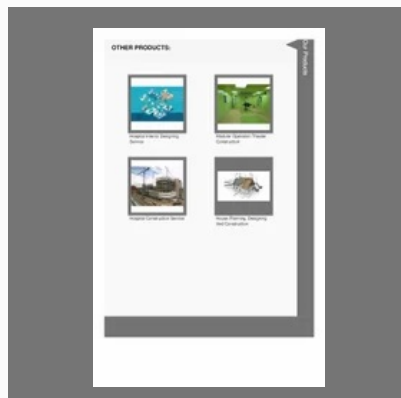 OTHER PRODUCTS:
Our Products
Hospital Interior Designing
Service
Modular Operation Theater
Construction
Hospital Construction Service
House Planning, Designing
And Construction